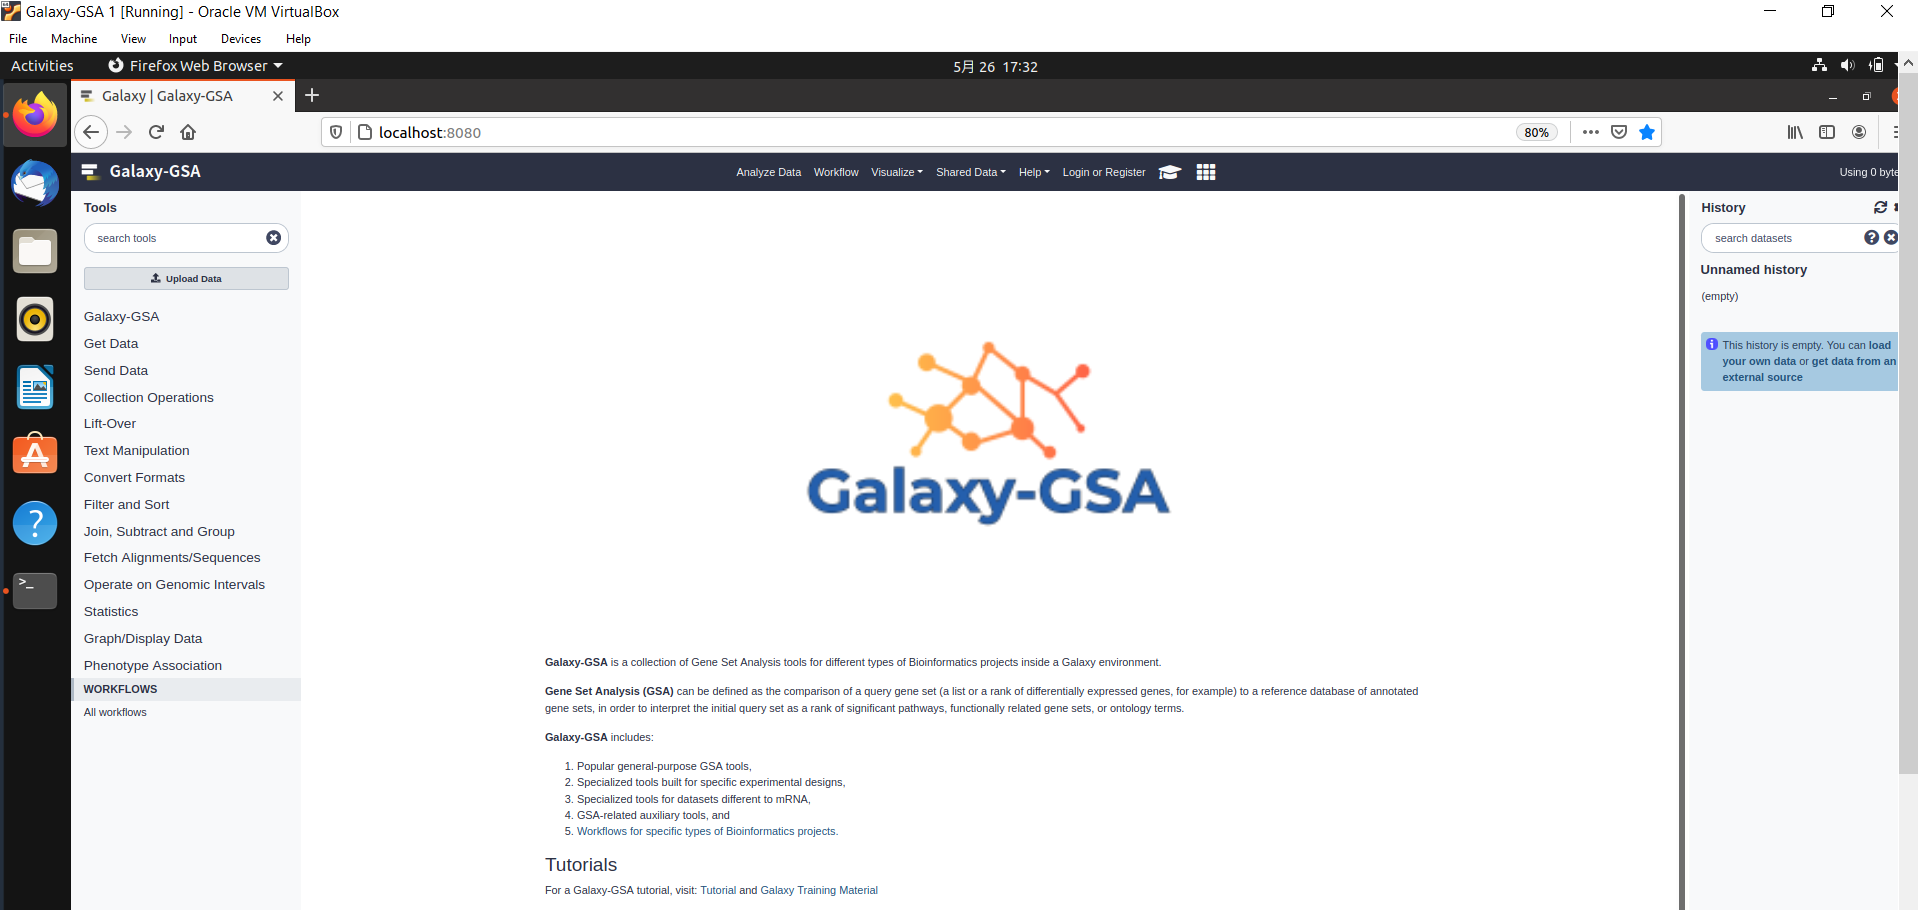 Galaxy-GSA 1 [Running] - Oracle VM VirtualBox
File Machine View Input Devices Help
Activities Firefox Web Browser 5月 26 17:32
Galaxy | Galaxy-GSA
localhost:8080 80%
Galaxy-GSA Analyze Data Workflow Visualize Shared Data Help Login or Register Using 0
Tools
search tools
Upload Data
Galaxy-GSA
Get Data
Send Data
Collection Operations
Lift-Over
Text Manipulation
Convert Formats
Filter and Sort
Join, Subtract and Group
Fetch Alignments/Sequences
Operate on Genomic Intervals
Statistics
Graph/Display Data
Phenotype Association
WORKFLOWS
All workflows
Galaxy-GSA
Galaxy-GSA is a collection of Gene Set Analysis tools for different types of Bioinformatics projects inside a Galaxy environment.
Gene Set Analysis (GSA) can be defined as the comparison of a query gene set (a list or a rank of differentially expressed genes, for example) to a reference database of annotated
gene sets, in order to interpret the initial query set as a rank of significant pathways, functionally related gene sets, or ontology terms.
Galaxy-GSA includes:
1. Popular general-purpose GSA tools,
2. Specialized tools built for specific experimental designs,
3. Specialized tools for datasets different to mRNA,
4. GSA-related auxiliary tools, and
5. Workflows for specific types of Bioinformatics projects.
Tutorials
For a Galaxy-GSA tutorial, visit: Tutorial and Galaxy Training Material
History
search datasets
Unnamed history
(empty)
This history is empty. You can load
your own data or get data from an
external source